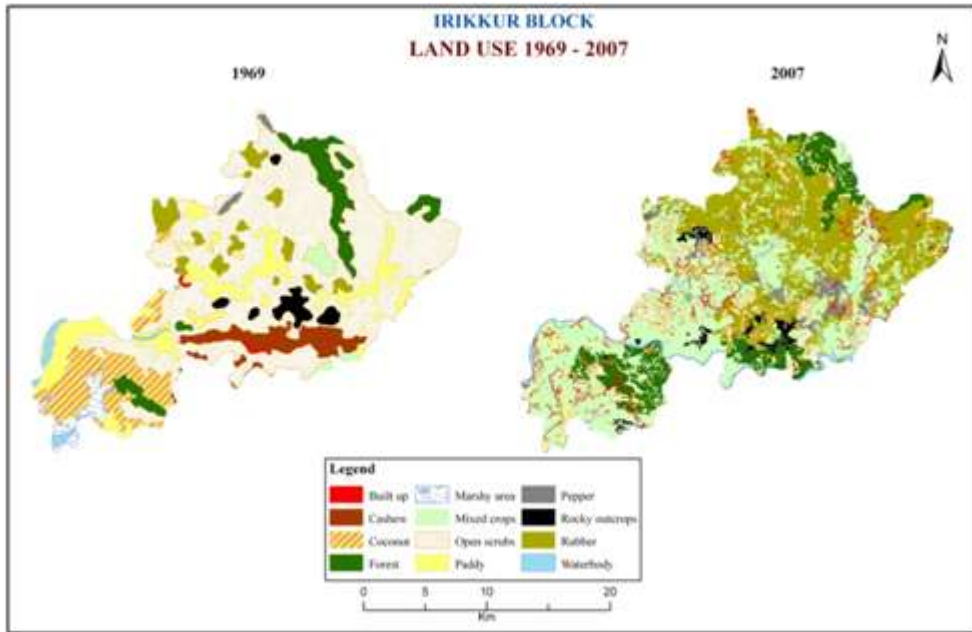 IRIKKUR BLOCK
LAND USE 1969 - 2007
N
1969
2007
Legend
Built up
Marshy area
Pepper
Cashew
Mixed crops
Rocky outcrops
Coconut
Open scrubs
Rubber
Forest
Paddy
Waterbody
0 5 10 20
Km